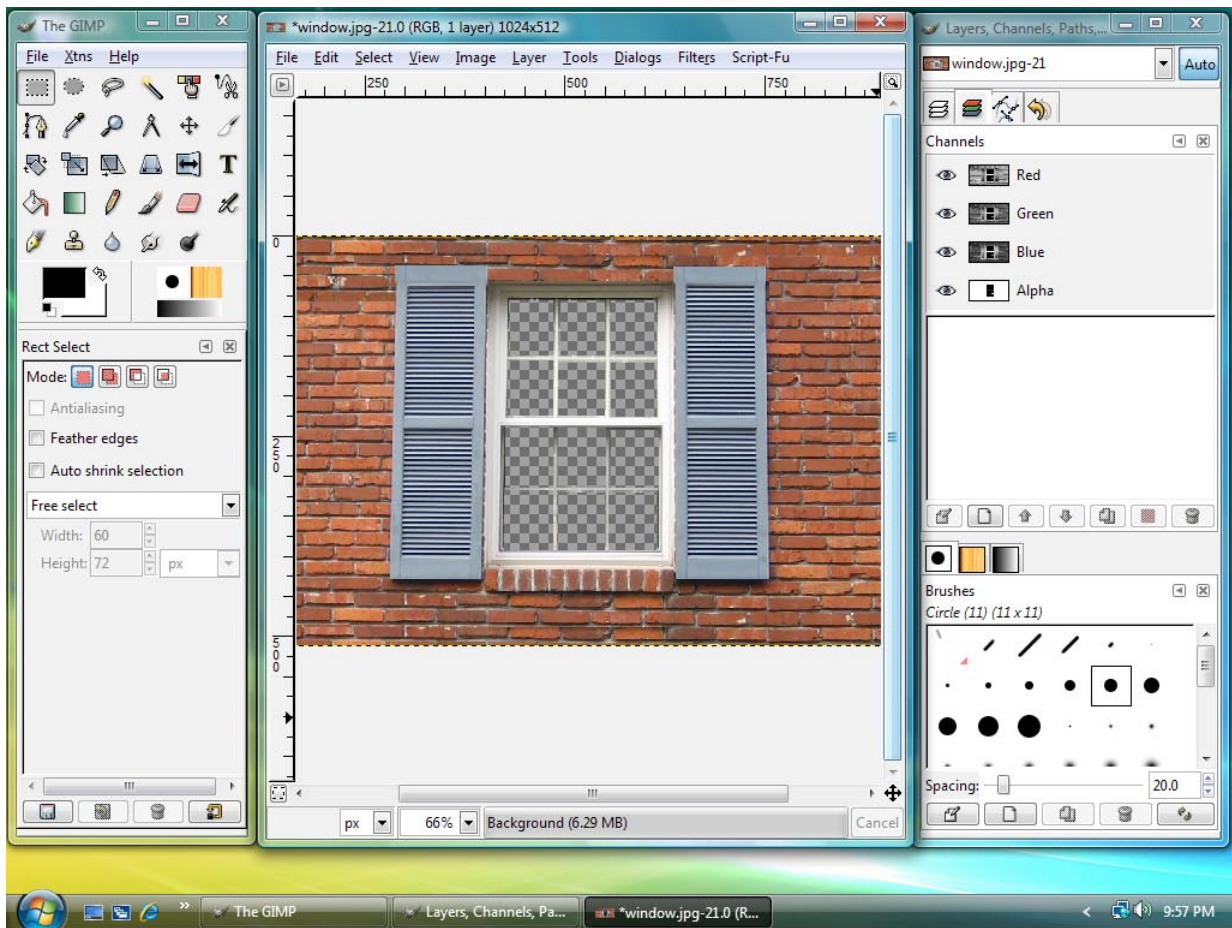 The GIMP
File Xtns Help
Rect Select
Mode:
Antialiasing
Feather edges
Auto shrink selection
Free select
Width: 60
Height: 72 px
*window.jpg-21.0 (RGB, 1 layer) 1024x512
File Edit Select View Image Layer Tools Dialogs Filters Script-Fu
250 500 750
0
250
500
px 66% Background (6.29 MB) Cancel
Layers, Channels, Paths,...
window.jpg-21 Auto
Channels
Red
Green
Blue
Alpha
Brushes
Circle (11) (11 x 11)
Spacing: 20.0
The GIMP
Layers, Channels, Pa...
*window.jpg-21.0 (R...
9:57 PM